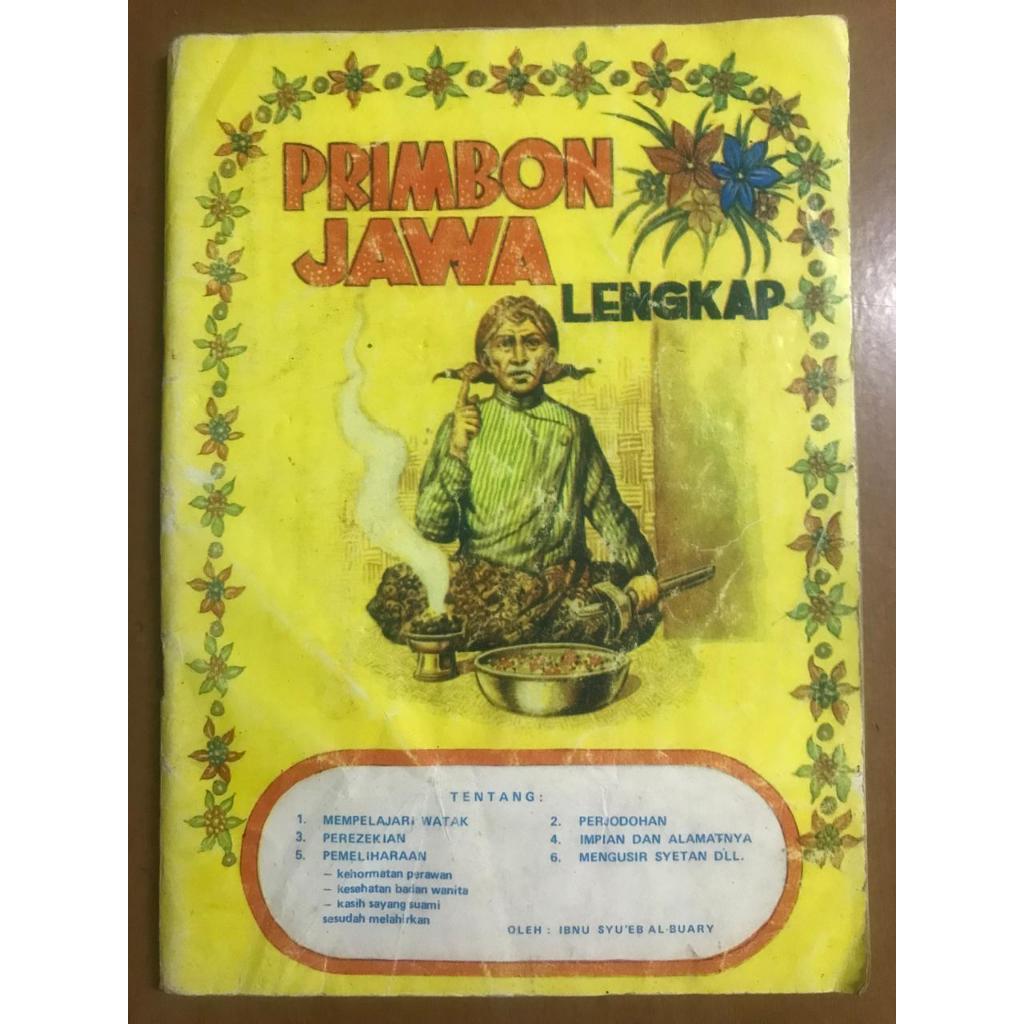 PRIMBON
JAWA
LENGKAP
TENTANG:
1. MEMPELAJARI WATAK
2. PERJODOHAN
3. PEREZEKIAN
4. IMPIAN DAN ALAMATNYA
5. PEMELIHARAAN
6. MENGUSIR SYETAN DLL.
– kehormatan perawan
– kesehatan barian wanita
– kasih sayang suami
sesudah melahirkan
OLEH : IBNU SYU'EB AL-BUARY